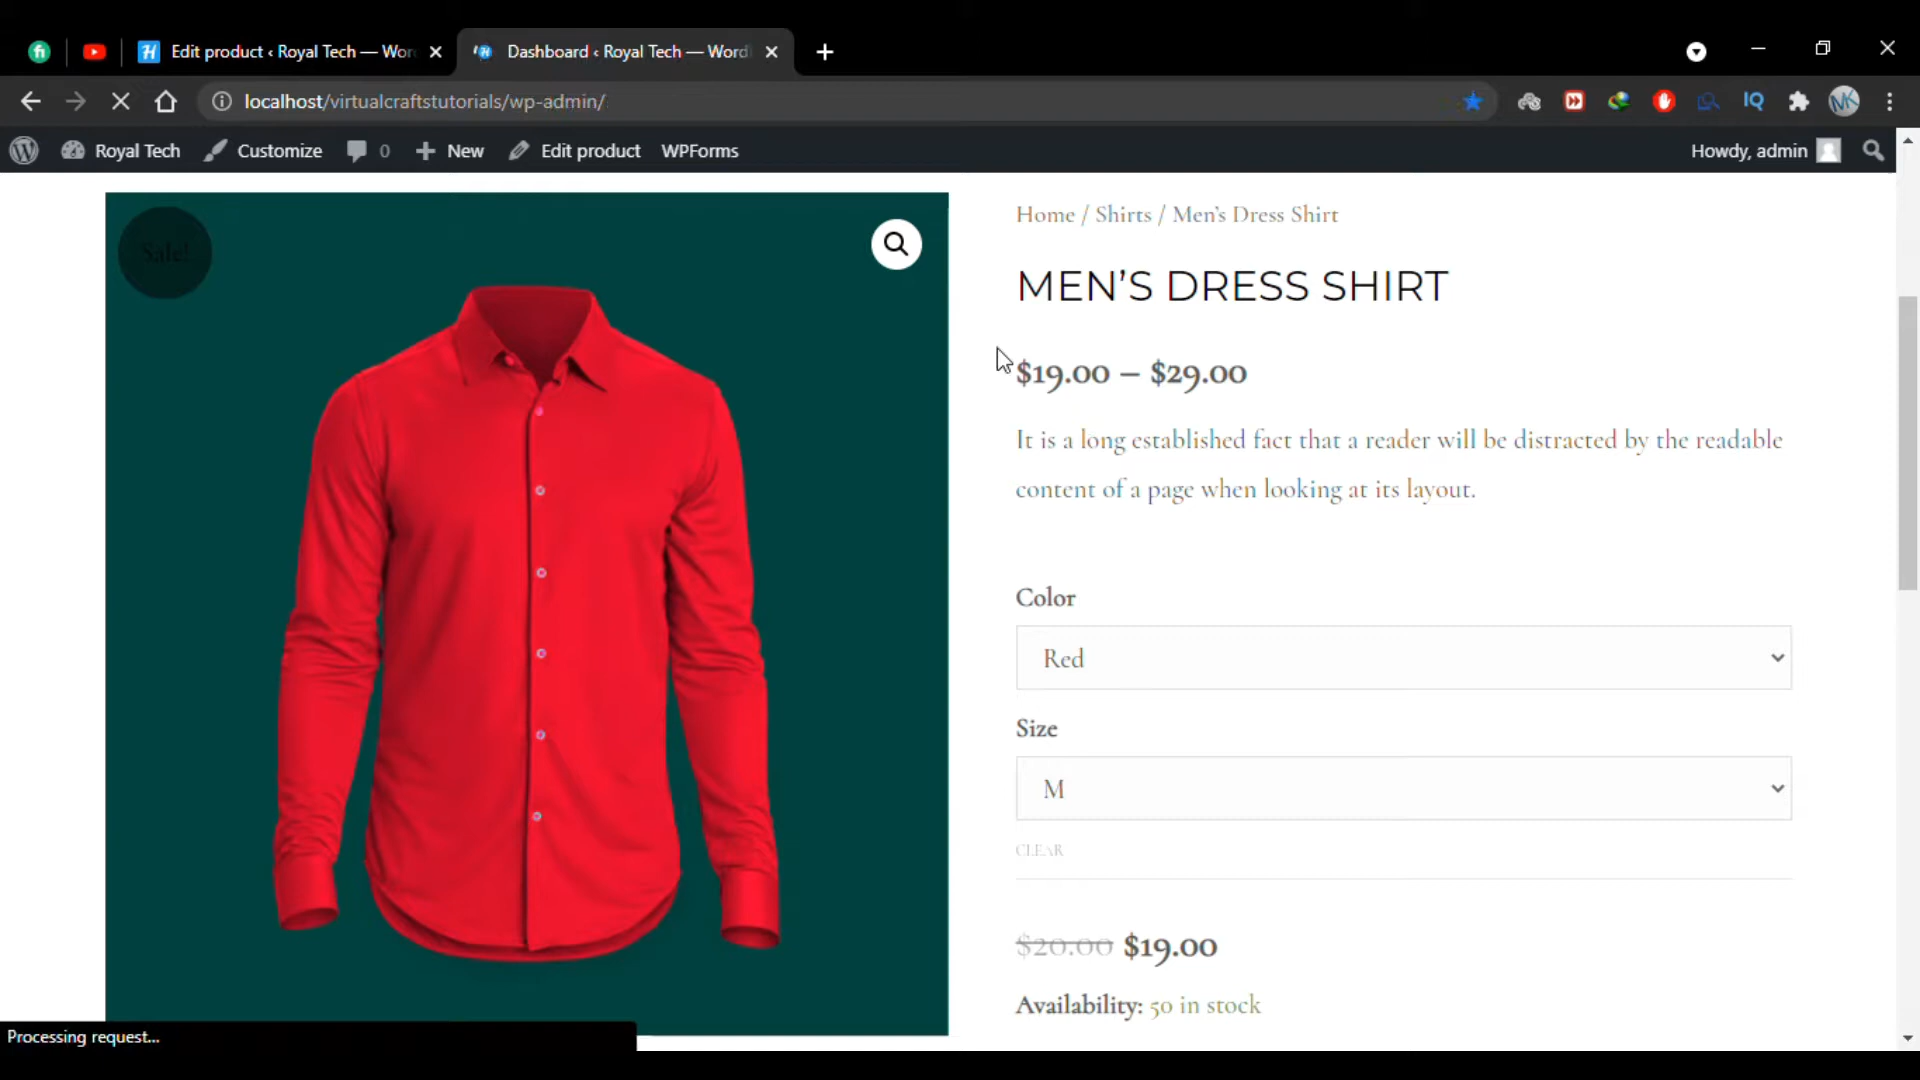 Edit product ‹ Royal Tech — Wor
Dashboard ‹ Royal Tech — Word
localhost/virtualcraftstutorials/wp-admin/
IQ
MK
Royal Tech
Customize
0
New
Edit product
WPForms
Howdy, admin
Sale!
Home / Shirts / Men's Dress Shirt
MEN'S DRESS SHIRT
$19.00 – $29.00
It is a long established fact that a reader will be distracted by the readable
content of a page when looking at its layout.
Color
Red
Size
M
CLEAR
$20.00 $19.00
Availability: 50 in stock
Processing request...